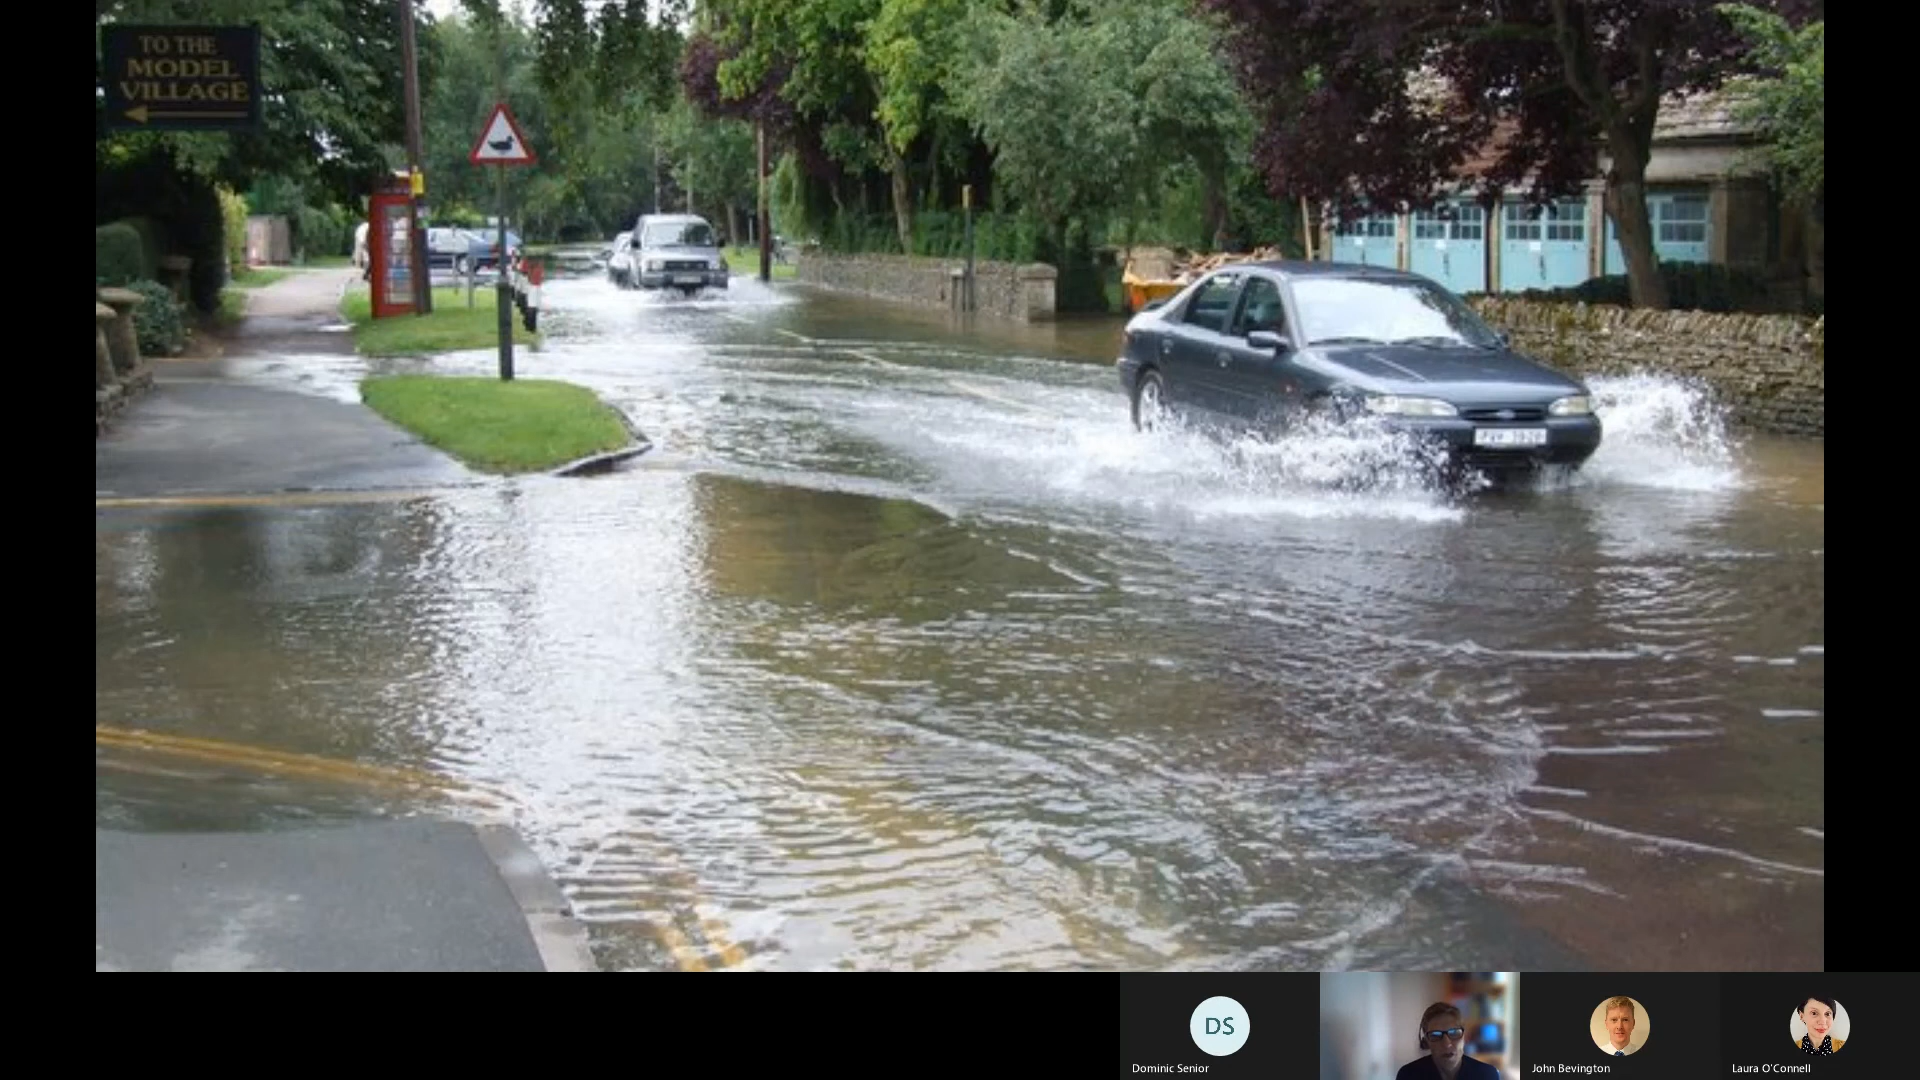 TO THE
MODEL
VILLAGE
DS
Dominic Senior
John Bevington
Laura O'Connell